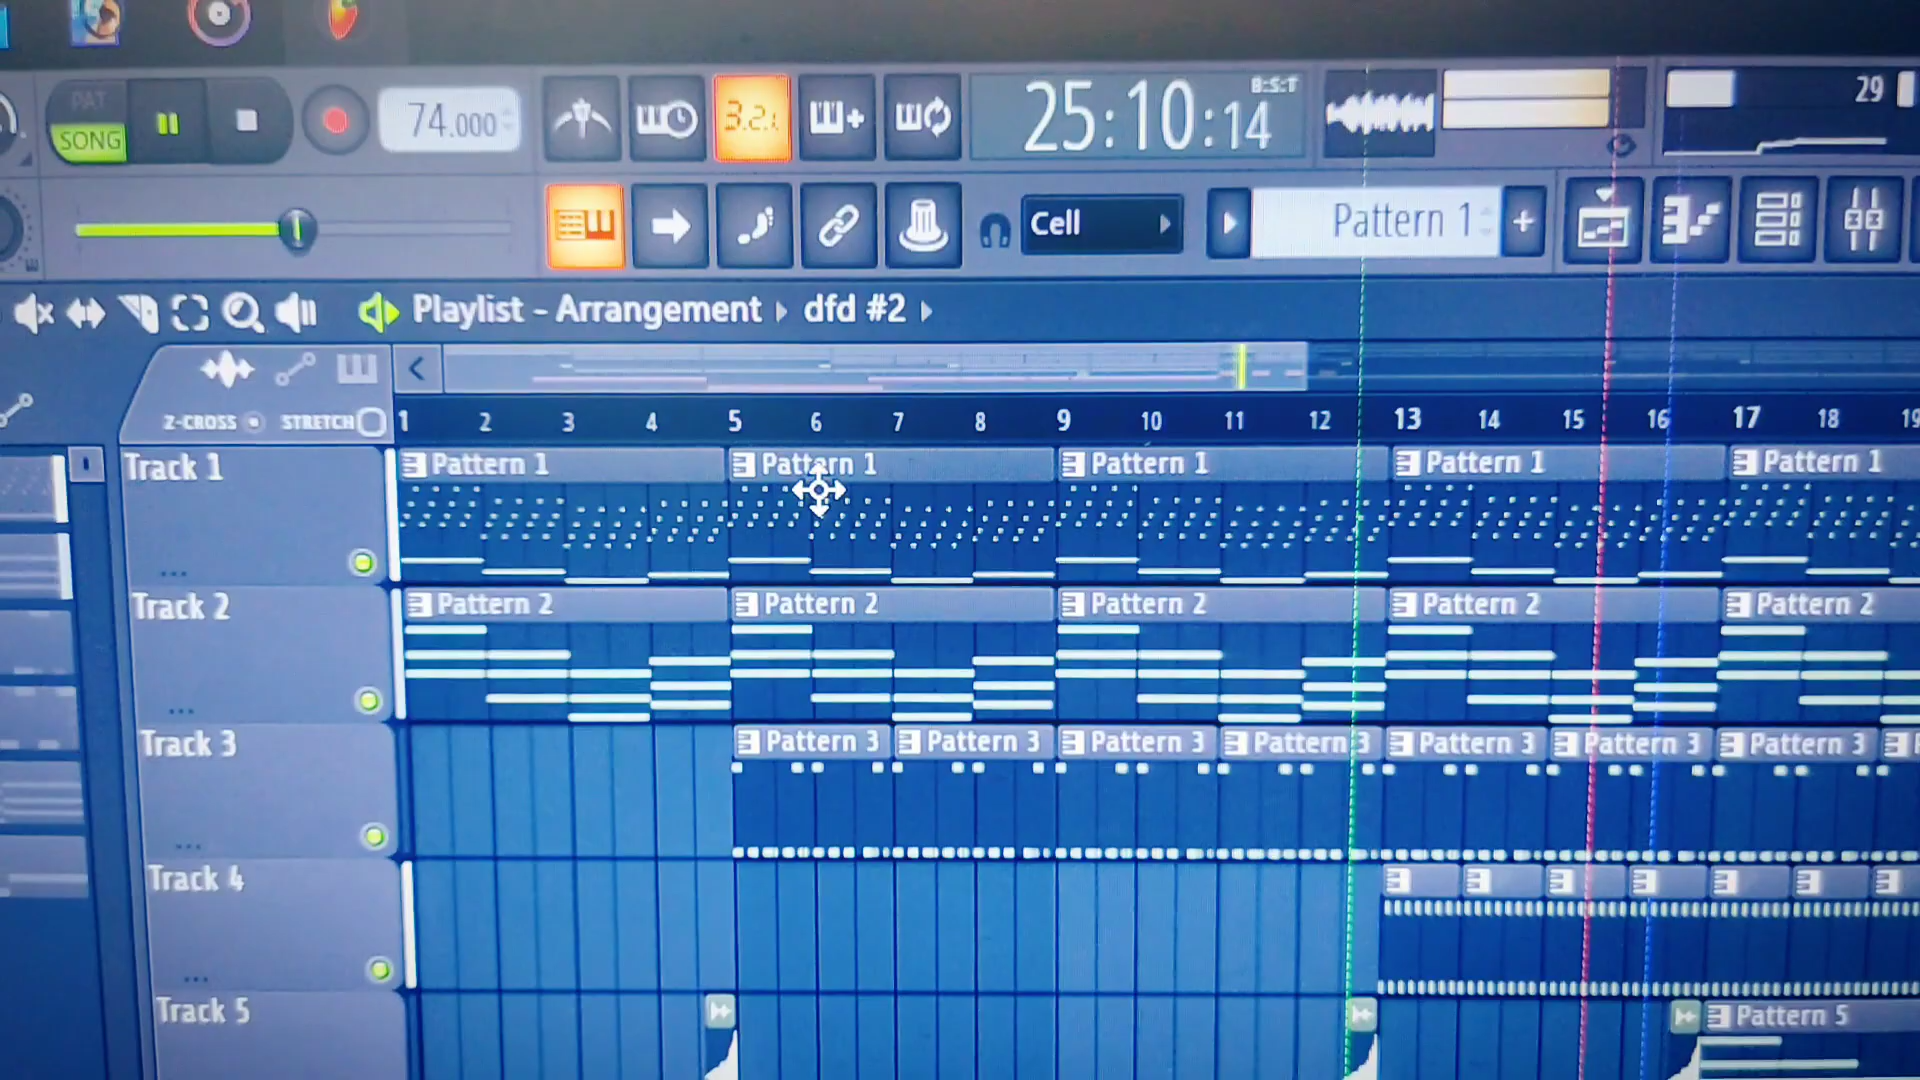 PAT
SONG
74.000
3.2.1
25:10:14
B:S:T
29
Cell
Pattern 1
+
Playlist - Arrangement ▸ dfd #2 ▸
Z-CROSS STRETCH
1 2 3 4 5 6 7 8 9 10 11 12 13 14 15 16 17 18 19
Track 1
Pattern 1 Pattern 1 Pattern 1 Pattern 1 Pattern 1
Track 2
Pattern 2 Pattern 2 Pattern 2 Pattern 2 Pattern 2
Track 3
Pattern 3 Pattern 3 Pattern 3 Pattern 3 Pattern 3 Pattern 3 Pattern 3
Track 4
Track 5
Pattern 5